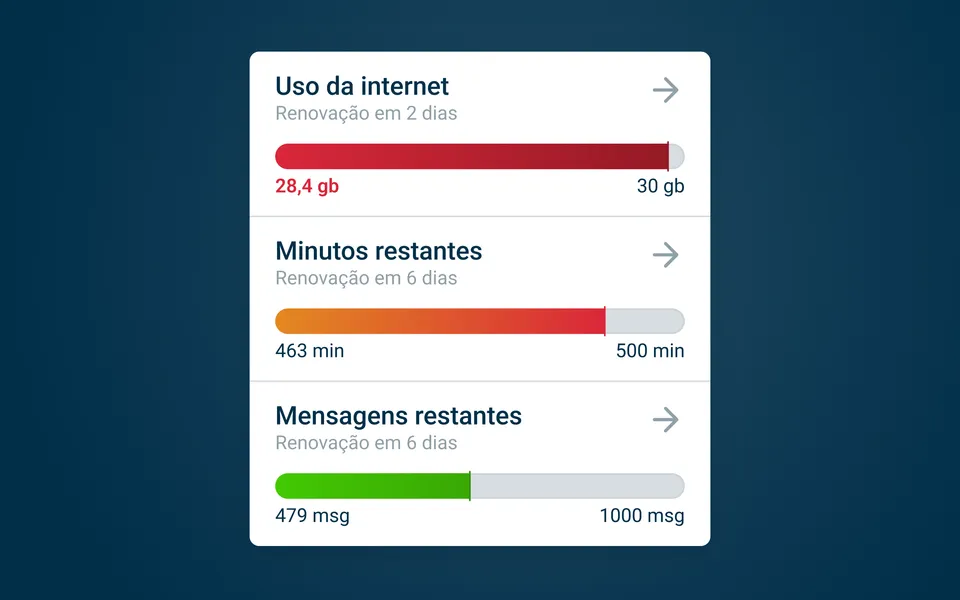 Uso da internet
Renovação em 2 dias
28,4 gb
30 gb
Minutos restantes
Renovação em 6 dias
463 min
500 min
Mensagens restantes
Renovação em 6 dias
479 msg
1000 msg